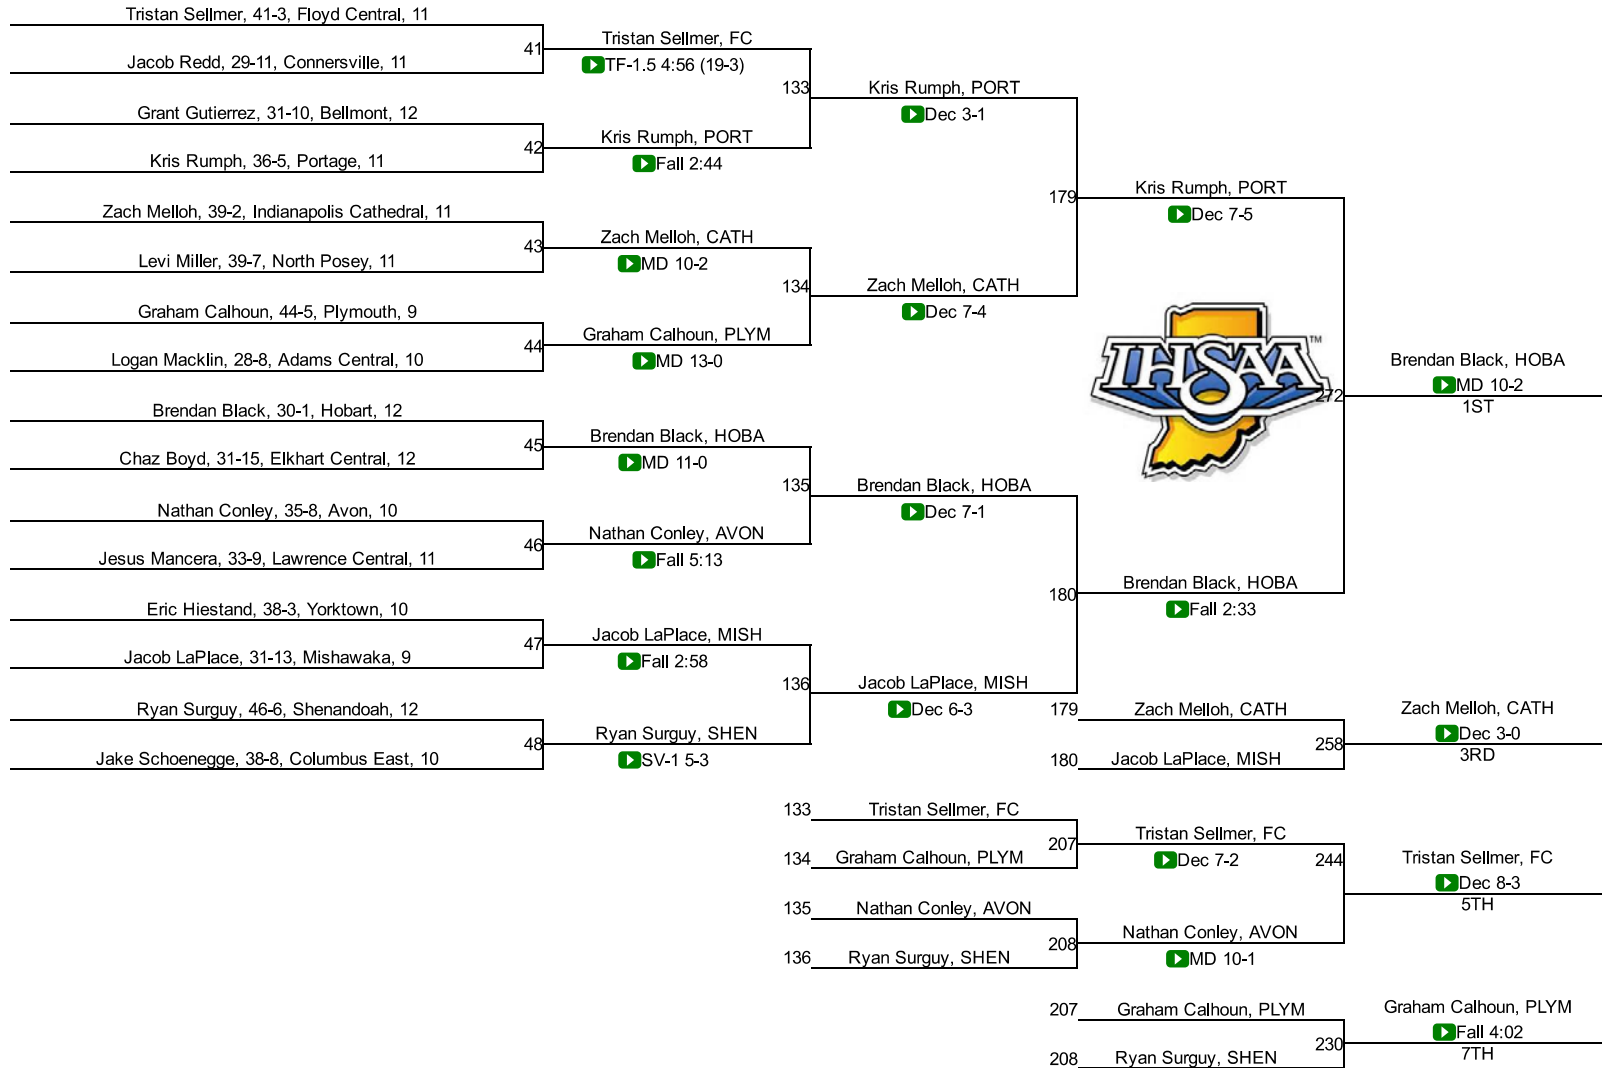 Tristan Sellmer, 41-3, Floyd Central, 11
41
Jacob Redd, 29-11, Connersville, 11
Grant Gutierrez, 31-10, Bellmont, 12
42
Kris Rumph, 36-5, Portage, 11
Zach Melloh, 39-2, Indianapolis Cathedral, 11
43
Levi Miller, 39-7, North Posey, 11
Graham Calhoun, 44-5, Plymouth, 9
44
Logan Macklin, 28-8, Adams Central, 10
Brendan Black, 30-1, Hobart, 12
45
Chaz Boyd, 31-15, Elkhart Central, 12
Nathan Conley, 35-8, Avon, 10
46
Jesus Mancera, 33-9, Lawrence Central, 11
Eric Hiestand, 38-3, Yorktown, 10
47
Jacob LaPlace, 31-13, Mishawaka, 9
Ryan Surguy, 46-6, Shenandoah, 12
48
Jake Schoenegge, 38-8, Columbus East, 10
Tristan Sellmer, FC
TF-1.5 4:56 (19-3)
133
Kris Rumph, PORT
Fall 2:44
Zach Melloh, CATH
MD 10-2
134
Graham Calhoun, PLYM
MD 13-0
Brendan Black, HOBA
MD 11-0
135
Nathan Conley, AVON
Fall 5:13
Jacob LaPlace, MISH
Fall 2:58
136
Ryan Surguy, SHEN
SV-1 5-3
Kris Rumph, PORT
Dec 3-1
179
Zach Melloh, CATH
Dec 7-4
Brendan Black, HOBA
Dec 7-1
180
Jacob LaPlace, MISH
Dec 6-3
Kris Rumph, PORT
Dec 7-5
IHSAA™
272
Brendan Black, HOBA
Fall 2:33
Brendan Black, HOBA
MD 10-2
1ST
179 Zach Melloh, CATH
258
180 Jacob LaPlace, MISH
Zach Melloh, CATH
Dec 3-0
3RD
133 Tristan Sellmer, FC
207
134 Graham Calhoun, PLYM
135 Nathan Conley, AVON
208
136 Ryan Surguy, SHEN
Tristan Sellmer, FC
Dec 7-2
244
Nathan Conley, AVON
MD 10-1
Tristan Sellmer, FC
Dec 8-3
5TH
207 Graham Calhoun, PLYM
230
208 Ryan Surguy, SHEN
Graham Calhoun, PLYM
Fall 4:02
7TH